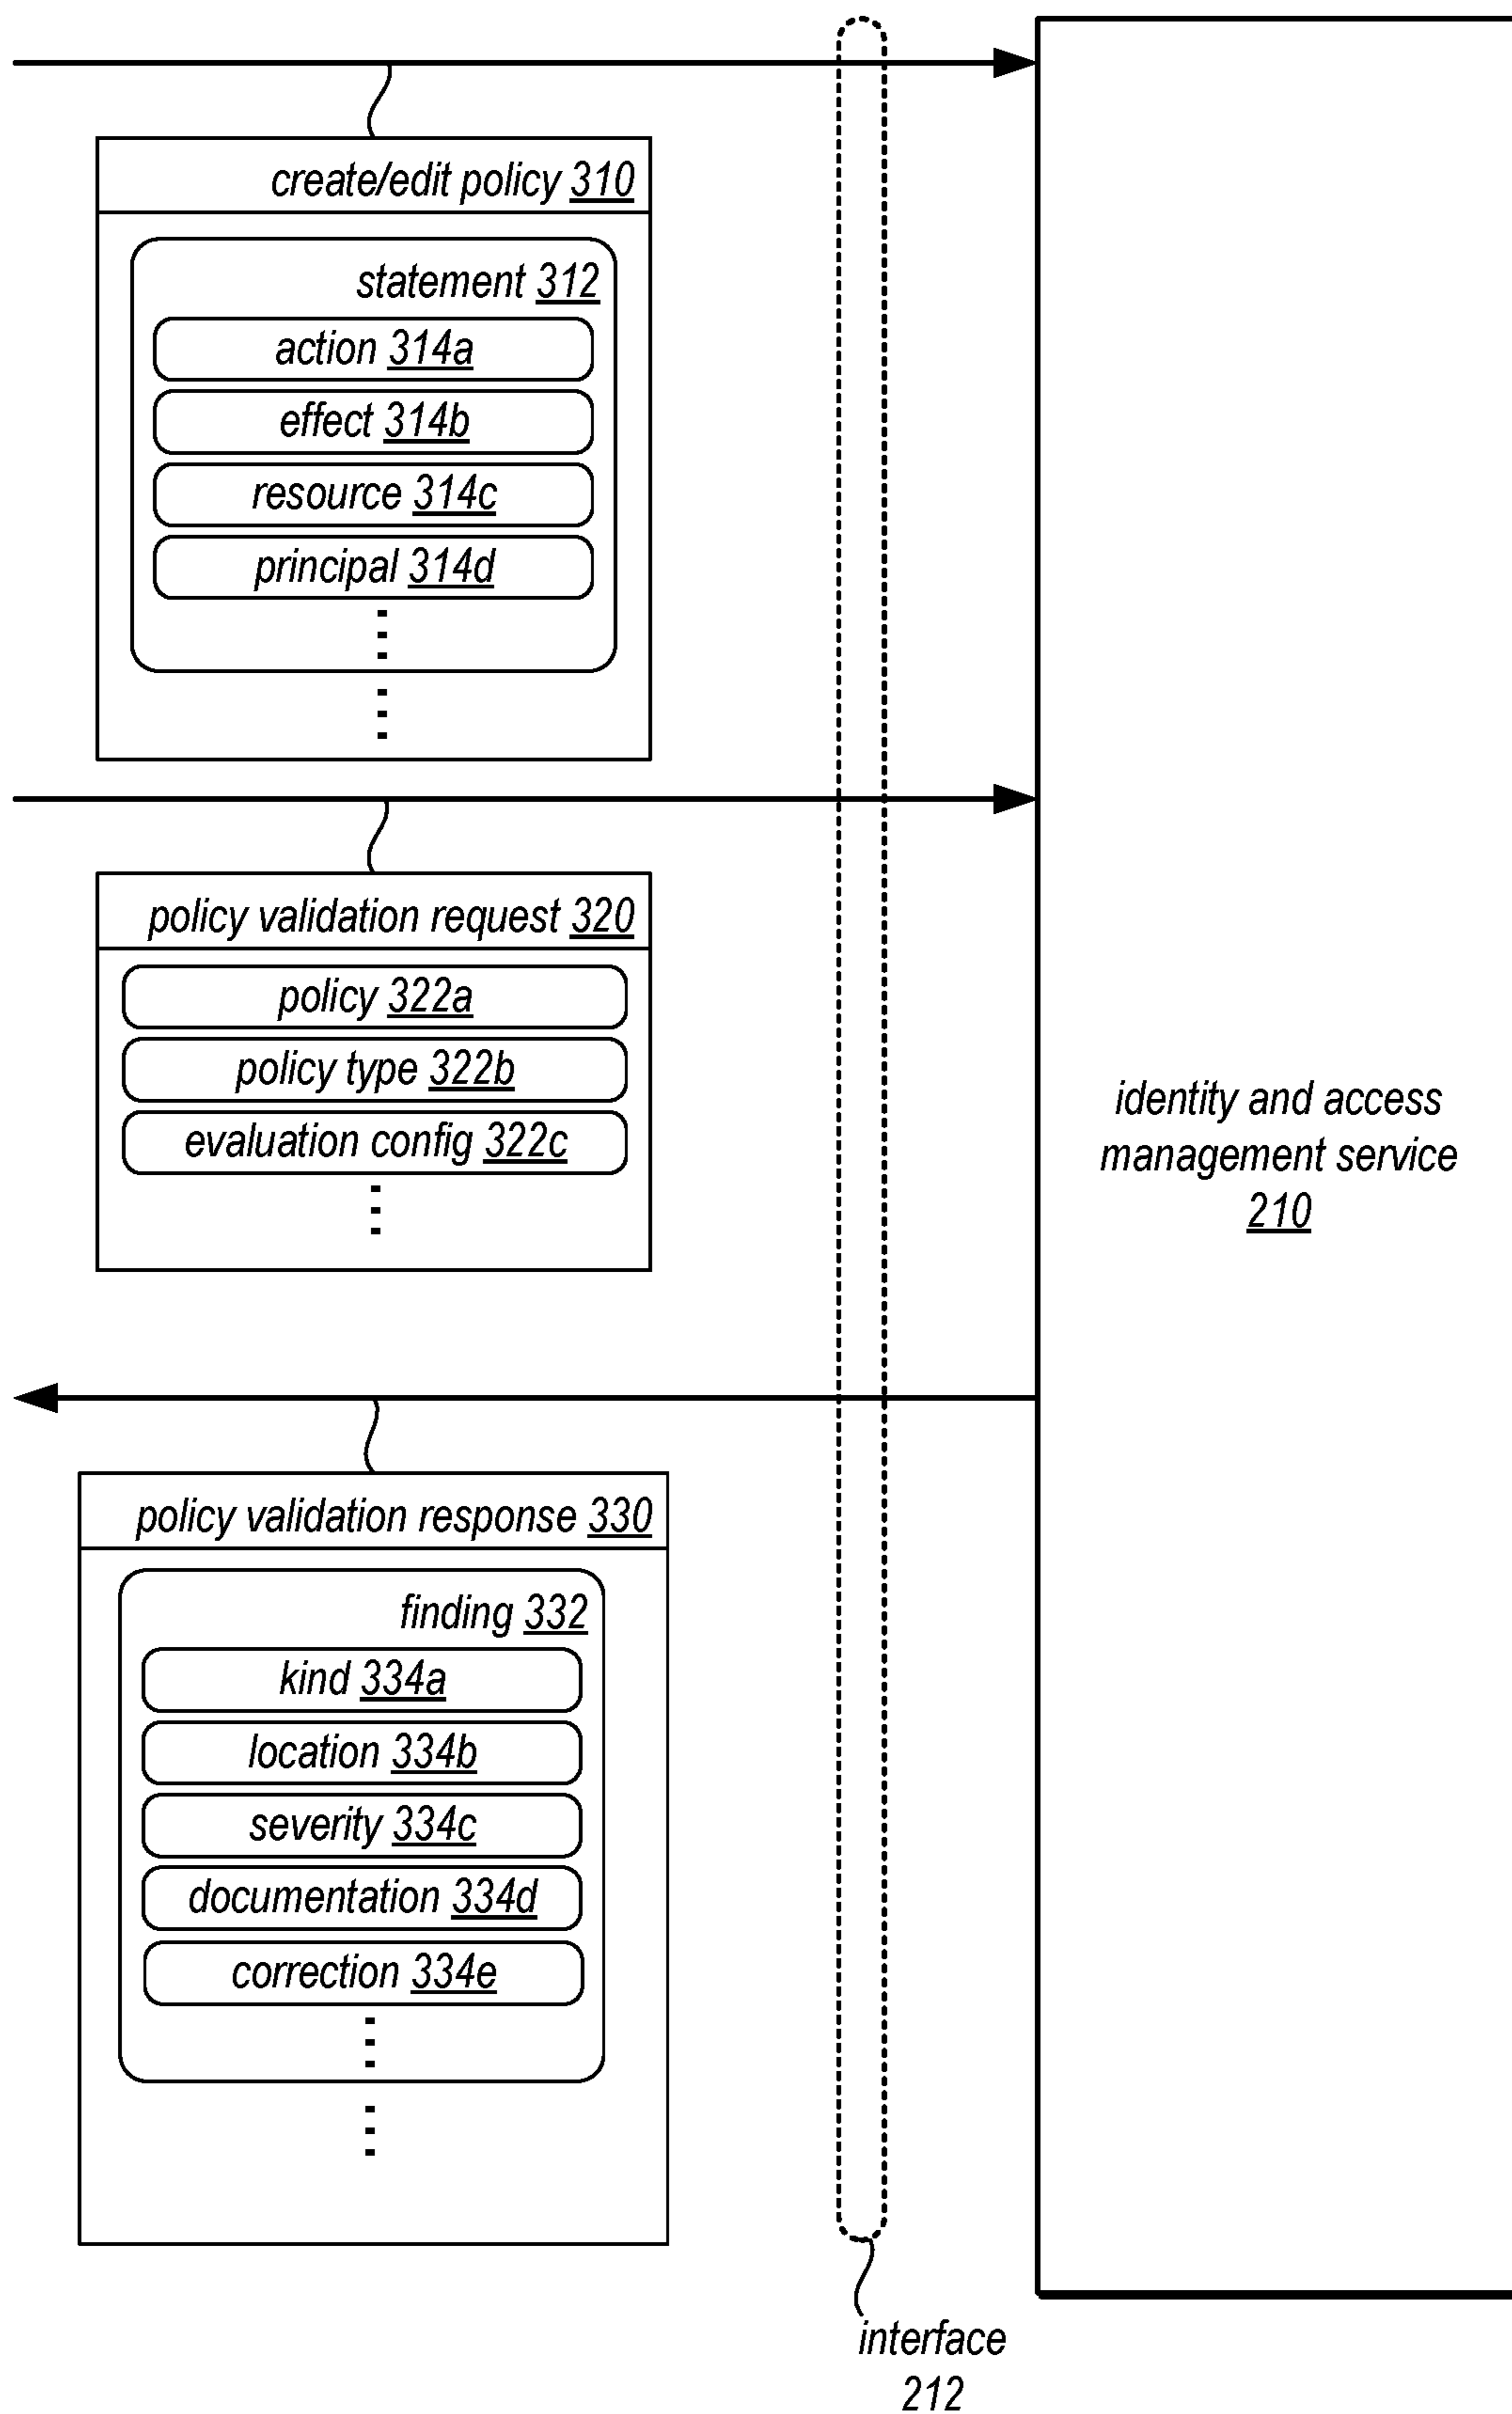 create/edit policy 310
statement 312
action 314a
effect 314b
resource 314c
principal 314d
policy validation request 320
policy 322a
policy type 322b
evaluation config 322c
identity and access
management service
210
policy validation response 330
finding 332
kind 334a
location 334b
severity 334c
documentation 334d
correction 334e
interface
212